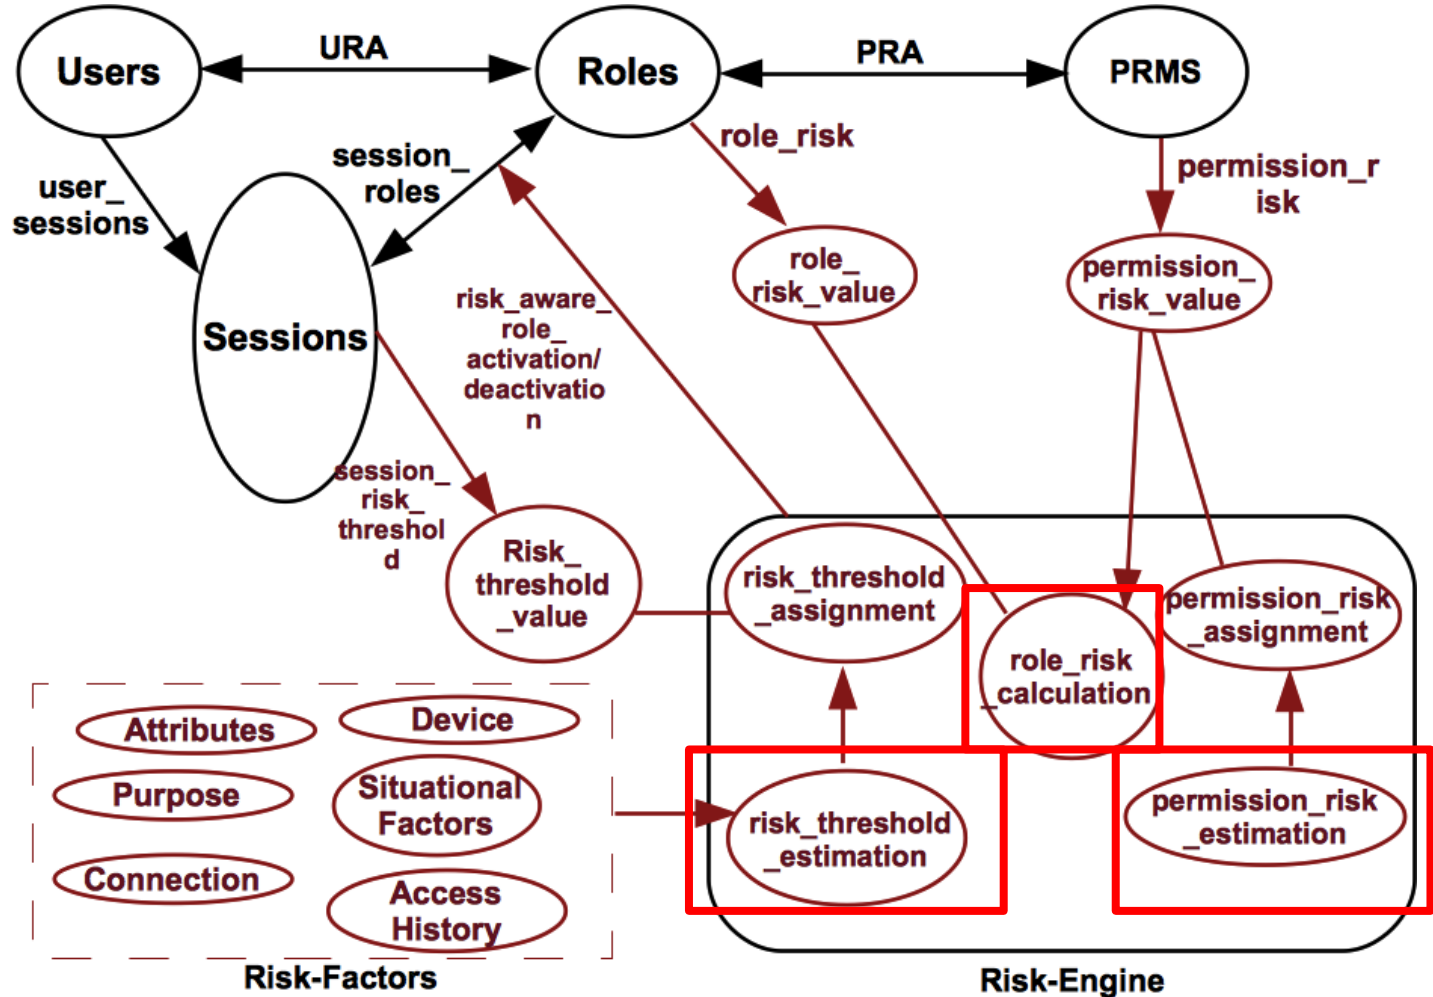 Users
URA
Roles
PRA
PRMS
user_
sessions
session_
roles
role_risk
permission_r
isk
Sessions
role_
risk_value
permission_
risk_value
risk_aware_
role_
activation/
deactivatio
n
session_
risk_
threshol
d
Risk_
threshold
_value
risk_threshold
_assignment
role_risk
_calculation
permission_risk
_assignment
risk_threshold
_estimation
permission_risk
_estimation
Attributes
Device
Purpose
Situational
Factors
Connection
Access
History
Risk-Factors
Risk-Engine